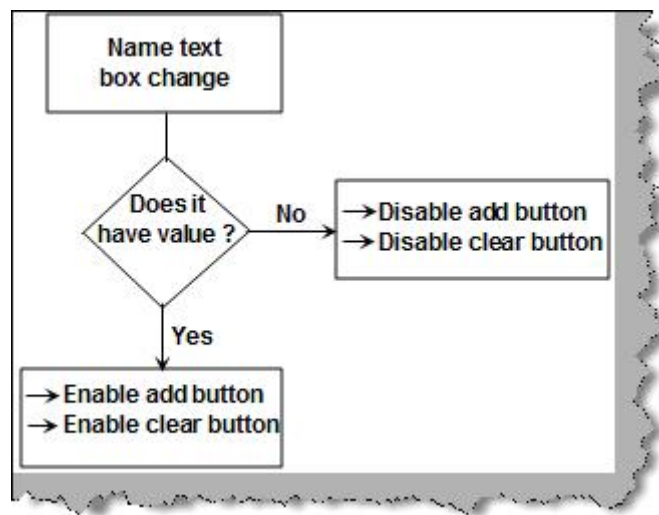 Name text
box change
Does it
have value ?
No
→Disable add button
→Disable clear button
Yes
→Enable add button
→Enable clear button